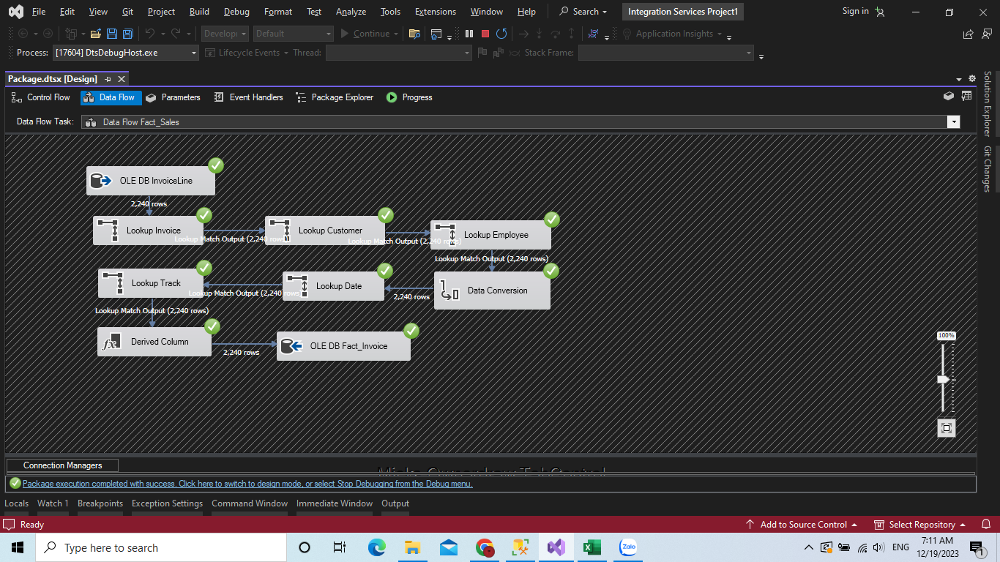 File Edit View Git Project Build Debug Format Test Analyze Tools Extensions Window Help Search Integration Services Project1 Sign in
Develop Default Continue Application Insights
Process: [17604] DtsDebugHost.exe Lifecycle Events Thread: Stack Frame:
Package.dtsx [Design]
Control Flow Data Flow Parameters Event Handlers Package Explorer Progress
Data Flow Task: Data Flow Fact_Sales
Solution Explorer
Git Changes
OLE DB InvoiceLine
2,240 rows
Lookup Invoice
Lookup Match Output (2,240 rows)
Lookup Customer
Lookup Match Output (2,240 rows)
Lookup Employee
Lookup Match Output (2,240 rows)
Data Conversion
2,240 rows
Lookup Date
Lookup Match Output (2,240 rows)
Lookup Track
Lookup Match Output (2,240 rows)
Derived Column
2,240 rows
OLE DB Fact_Invoice
100%
Connection Managers
Package execution completed with success. Click here to switch to design mode, or select Stop Debugging from the Debug menu.
Locals Watch 1 Breakpoints Exception Settings Command Window Immediate Window Output
Ready Add to Source Control Select Repository
Type here to search
Zalo
ENG
7:11 AM
12/19/2023
1